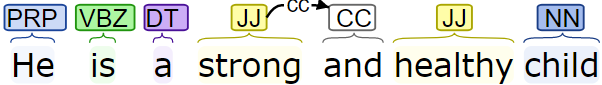 cc
PRP VBZ DT JJ CC JJ NN
He is a strong and healthy child